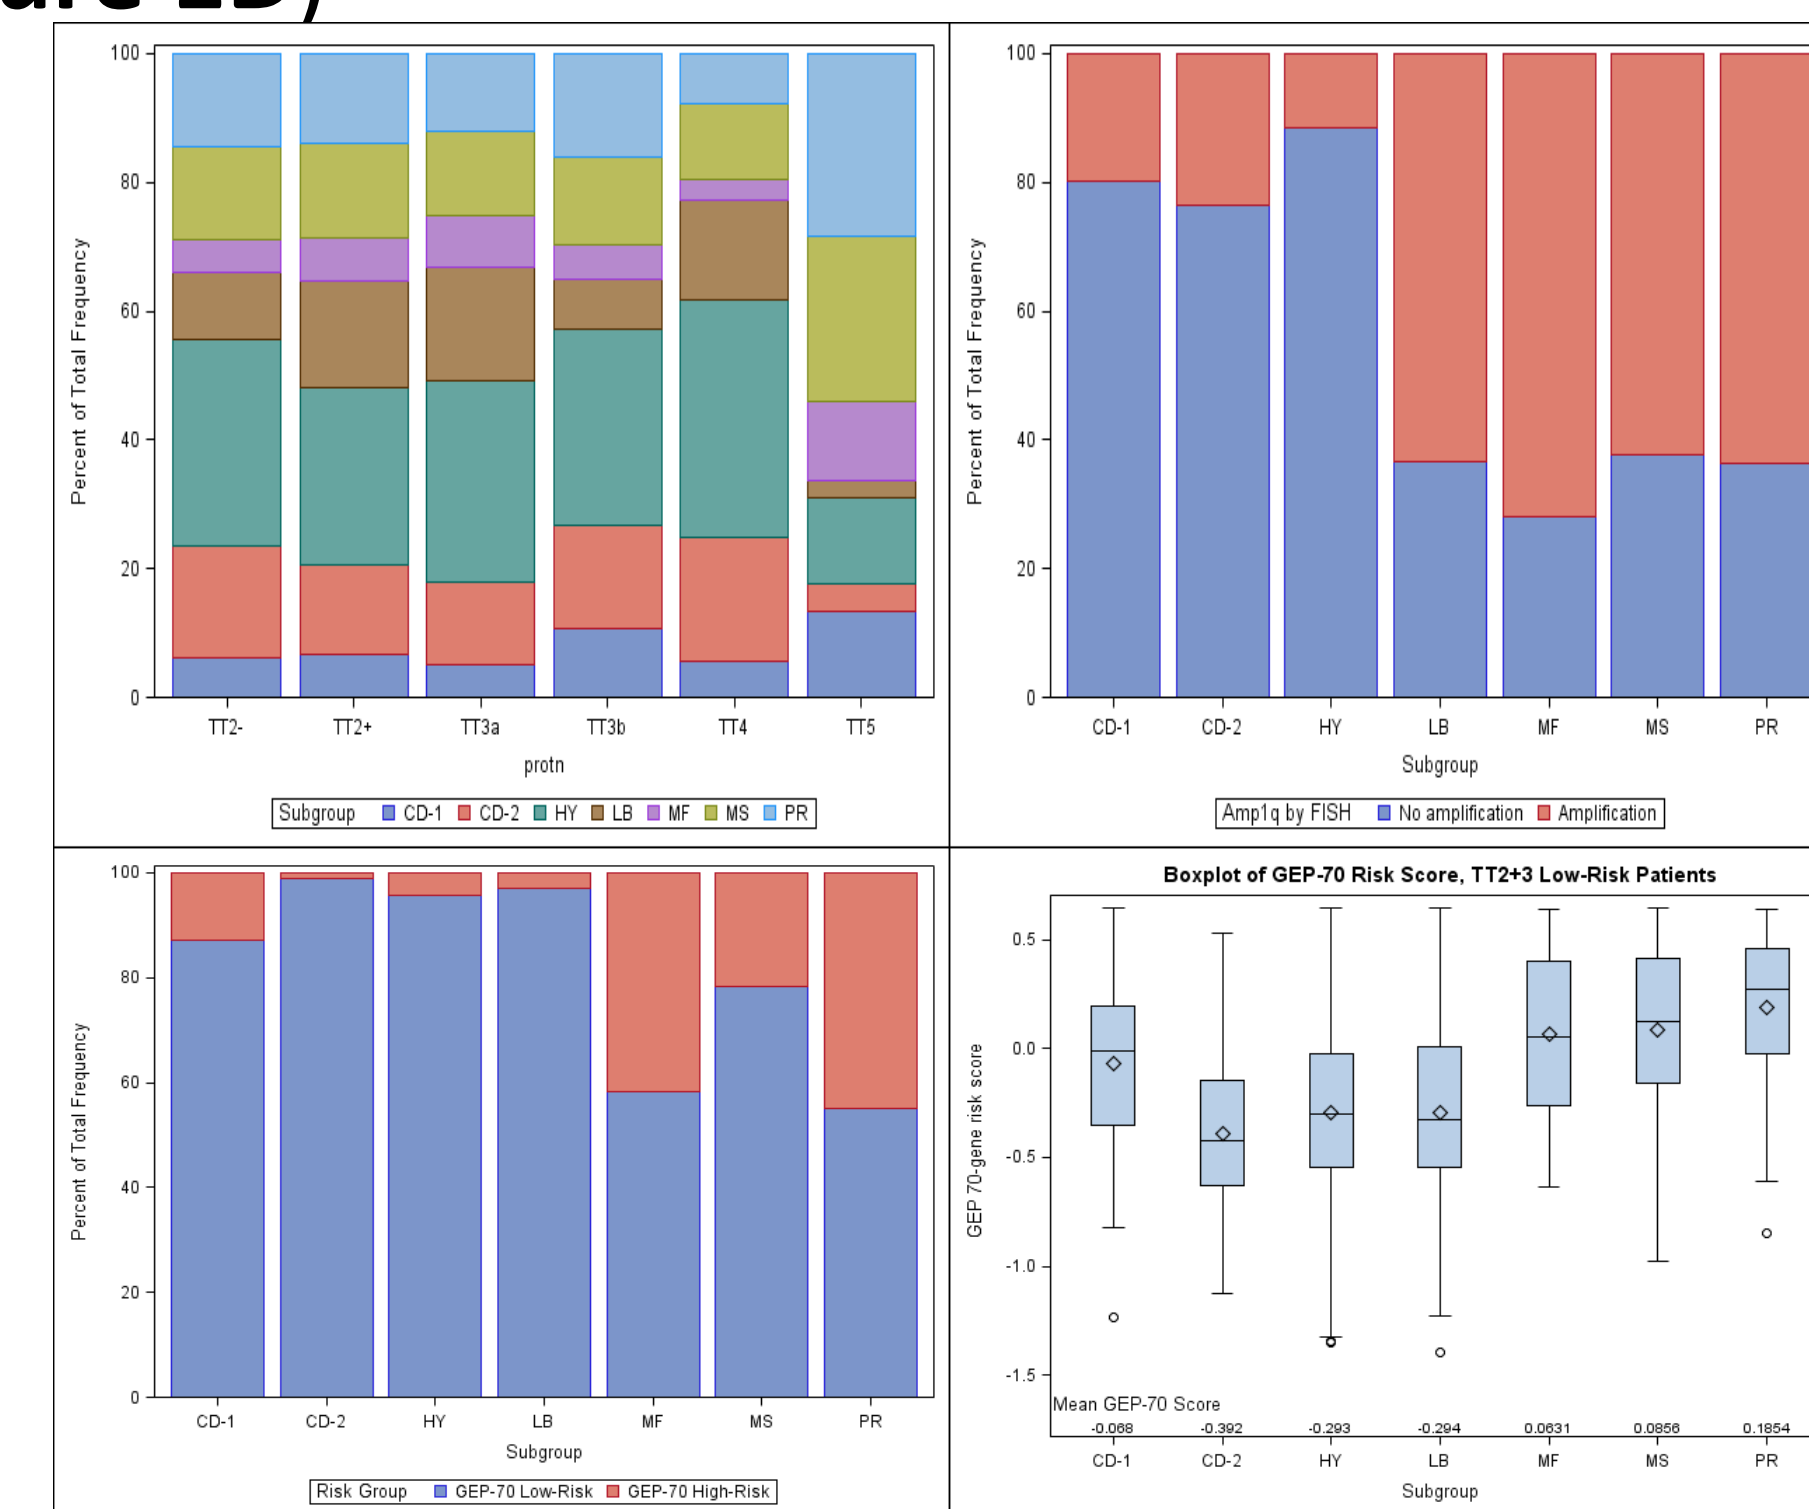 100
80
60
40
20
0
Percent of Total Frequency
TT2- TT2+ TT3a TT3b TT4 TT5
protn
Subgroup CD-1 CD-2 HY LB MF MS PR
100
80
60
40
20
0
Percent of Total Frequency
CD-1 CD-2 HY LB MF MS PR
Subgroup
Amp1q by FISH No amplification Amplification
100
80
60
40
20
0
Percent of Total Frequency
CD-1 CD-2 HY LB MF MS PR
Subgroup
Risk Group GEP-70 Low-Risk GEP-70 High-Risk
Boxplot of GEP-70 Risk Score, TT2+3 Low-Risk Patients
0.5
0.0
-0.5
-1.0
-1.5
GEP 70-gene risk score
Mean GEP-70 Score
-0.068 -0.392 -0.293 -0.294 0.0631 0.0856 0.1854
CD-1 CD-2 HY LB MF MS PR
Subgroup